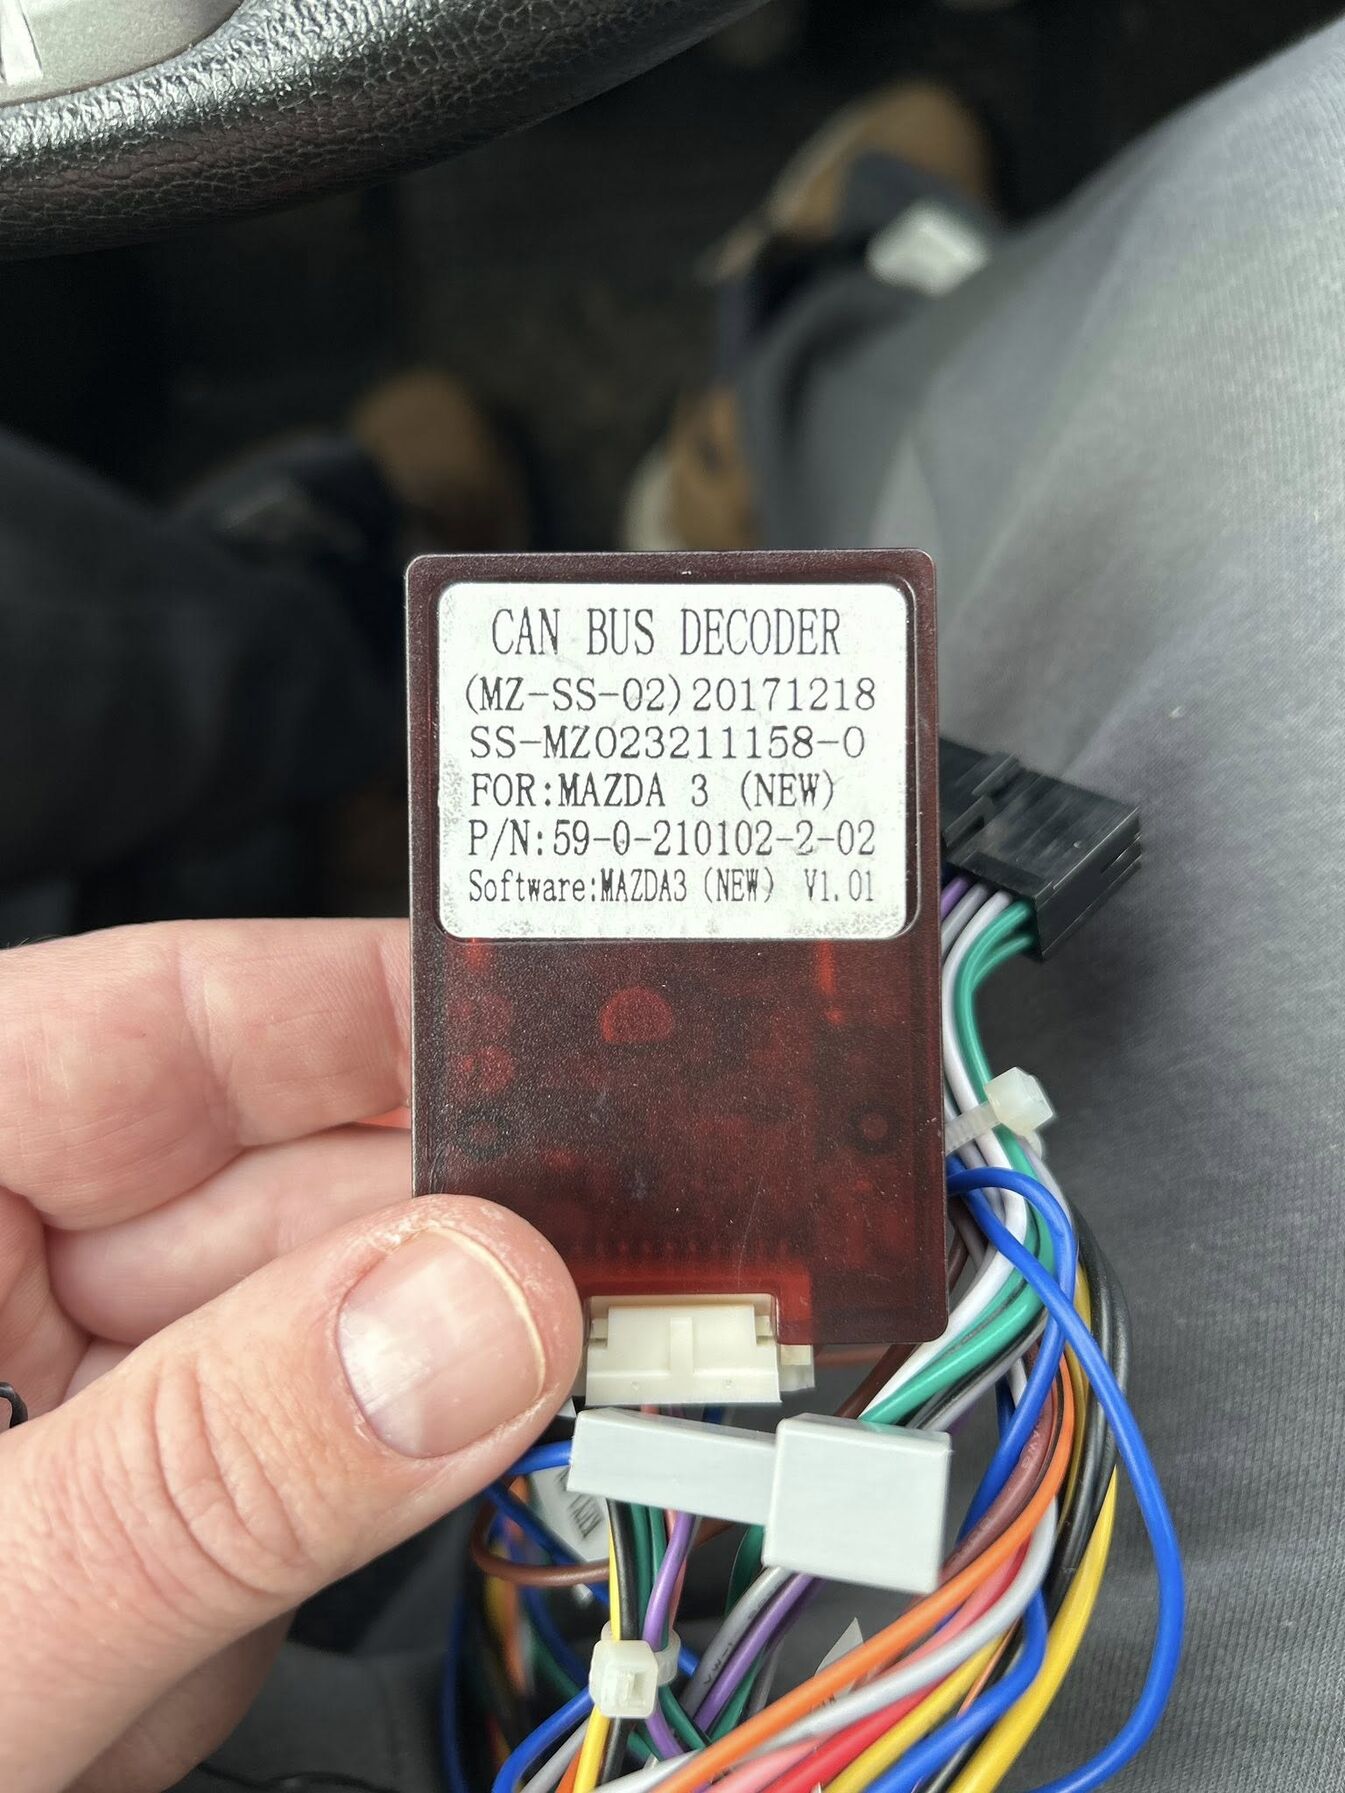 CAN BUS DECODER
(MZ-SS-02)20171218
SS-MZ023211158-0
FOR:MAZDA 3 (NEW)
P/N:59-0-210102-2-02
Software:MAZDA3 (NEW) V1.01